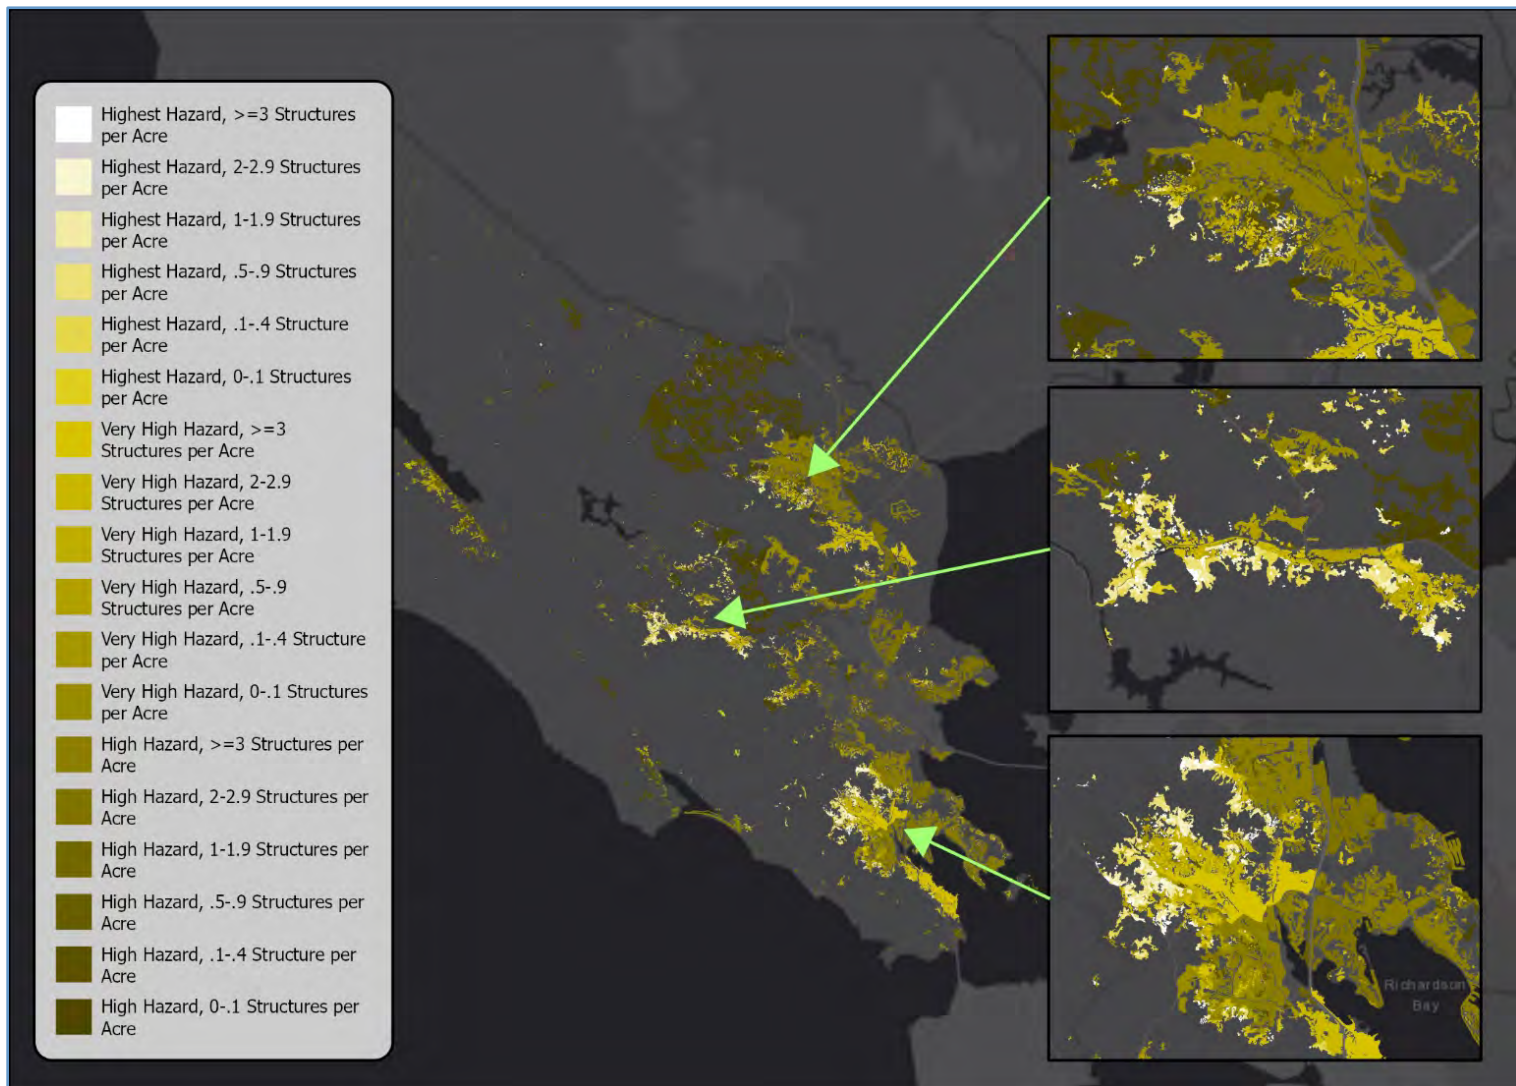 Highest Hazard, >=3 Structures
per Acre
Highest Hazard, 2-2.9 Structures
per Acre
Highest Hazard, 1-1.9 Structures
per Acre
Highest Hazard, .5-.9 Structures
per Acre
Highest Hazard, .1-.4 Structure
per Acre
Highest Hazard, 0-.1 Structures
per Acre
Very High Hazard, >=3
Structures per Acre
Very High Hazard, 2-2.9
Structures per Acre
Very High Hazard, 1-1.9
Structures per Acre
Very High Hazard, .5-.9
Structures per Acre
Very High Hazard, .1-.4 Structure
per Acre
Very High Hazard, 0-.1 Structures
per Acre
High Hazard, >=3 Structures per
Acre
High Hazard, 2-2.9 Structures per
Acre
High Hazard, 1-1.9 Structures per
Acre
High Hazard, .5-.9 Structures per
Acre
High Hazard, .1-.4 Structure per
Acre
High Hazard, 0-.1 Structures per
Acre
Richardson
Bay